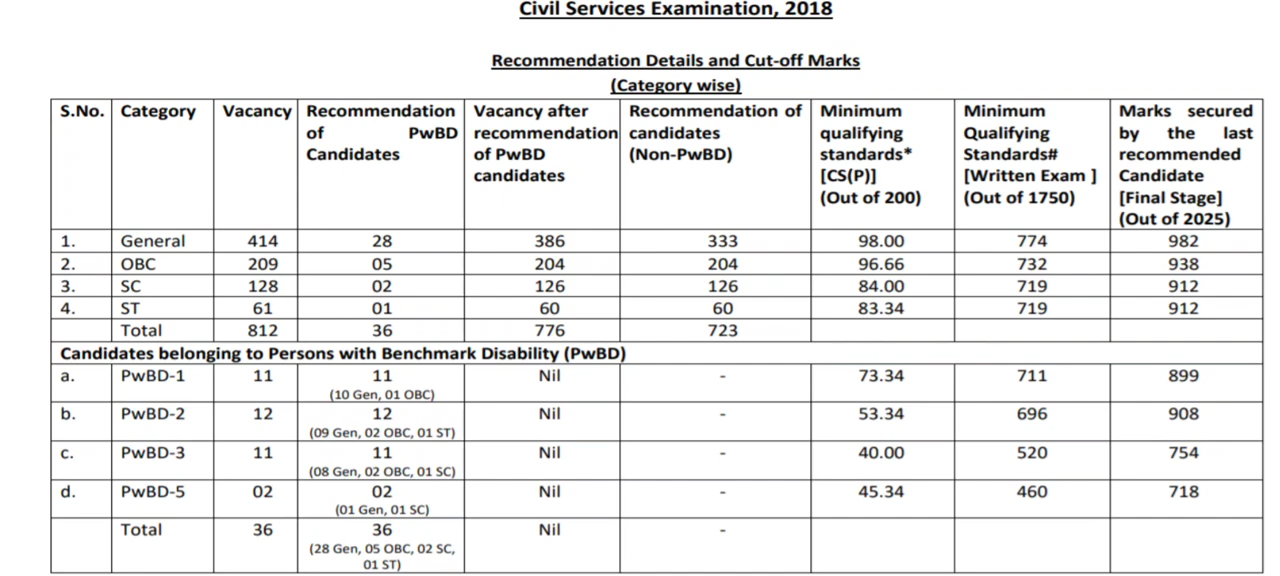 Civil Services Examination, 2018
Recommendation Details and Cut-off Marks
(Category wise)
S.No. Category Vacancy Recommendation of PwBD Candidates Vacancy after recommendation of PwBD candidates Recommendation of candidates (Non-PwBD) Minimum qualifying standards* [CS(P)] (Out of 200) Minimum Qualifying Standards# [Written Exam ] (Out of 1750) Marks secured by the last recommended Candidate [Final Stage] (Out of 2025)
1. General 414 28 386 333 98.00 774 982
2. OBC 209 05 204 204 96.66 732 938
3. SC 128 02 126 126 84.00 719 912
4. ST 61 01 60 60 83.34 719 912
Total 812 36 776 723
Candidates belonging to Persons with Benchmark Disability (PwBD)
a. PwBD-1 11 11 Nil - 73.34 711 899
(10 Gen, 01 OBC)
b. PwBD-2 12 12 Nil - 53.34 696 908
(09 Gen, 02 OBC, 01 ST)
c. PwBD-3 11 11 Nil - 40.00 520 754
(08 Gen, 02 OBC, 01 SC)
d. PwBD-5 02 02 Nil - 45.34 460 718
(01 Gen, 01 SC)
Total 36 36 Nil -
(28 Gen, 05 OBC, 02 SC,
01 ST)